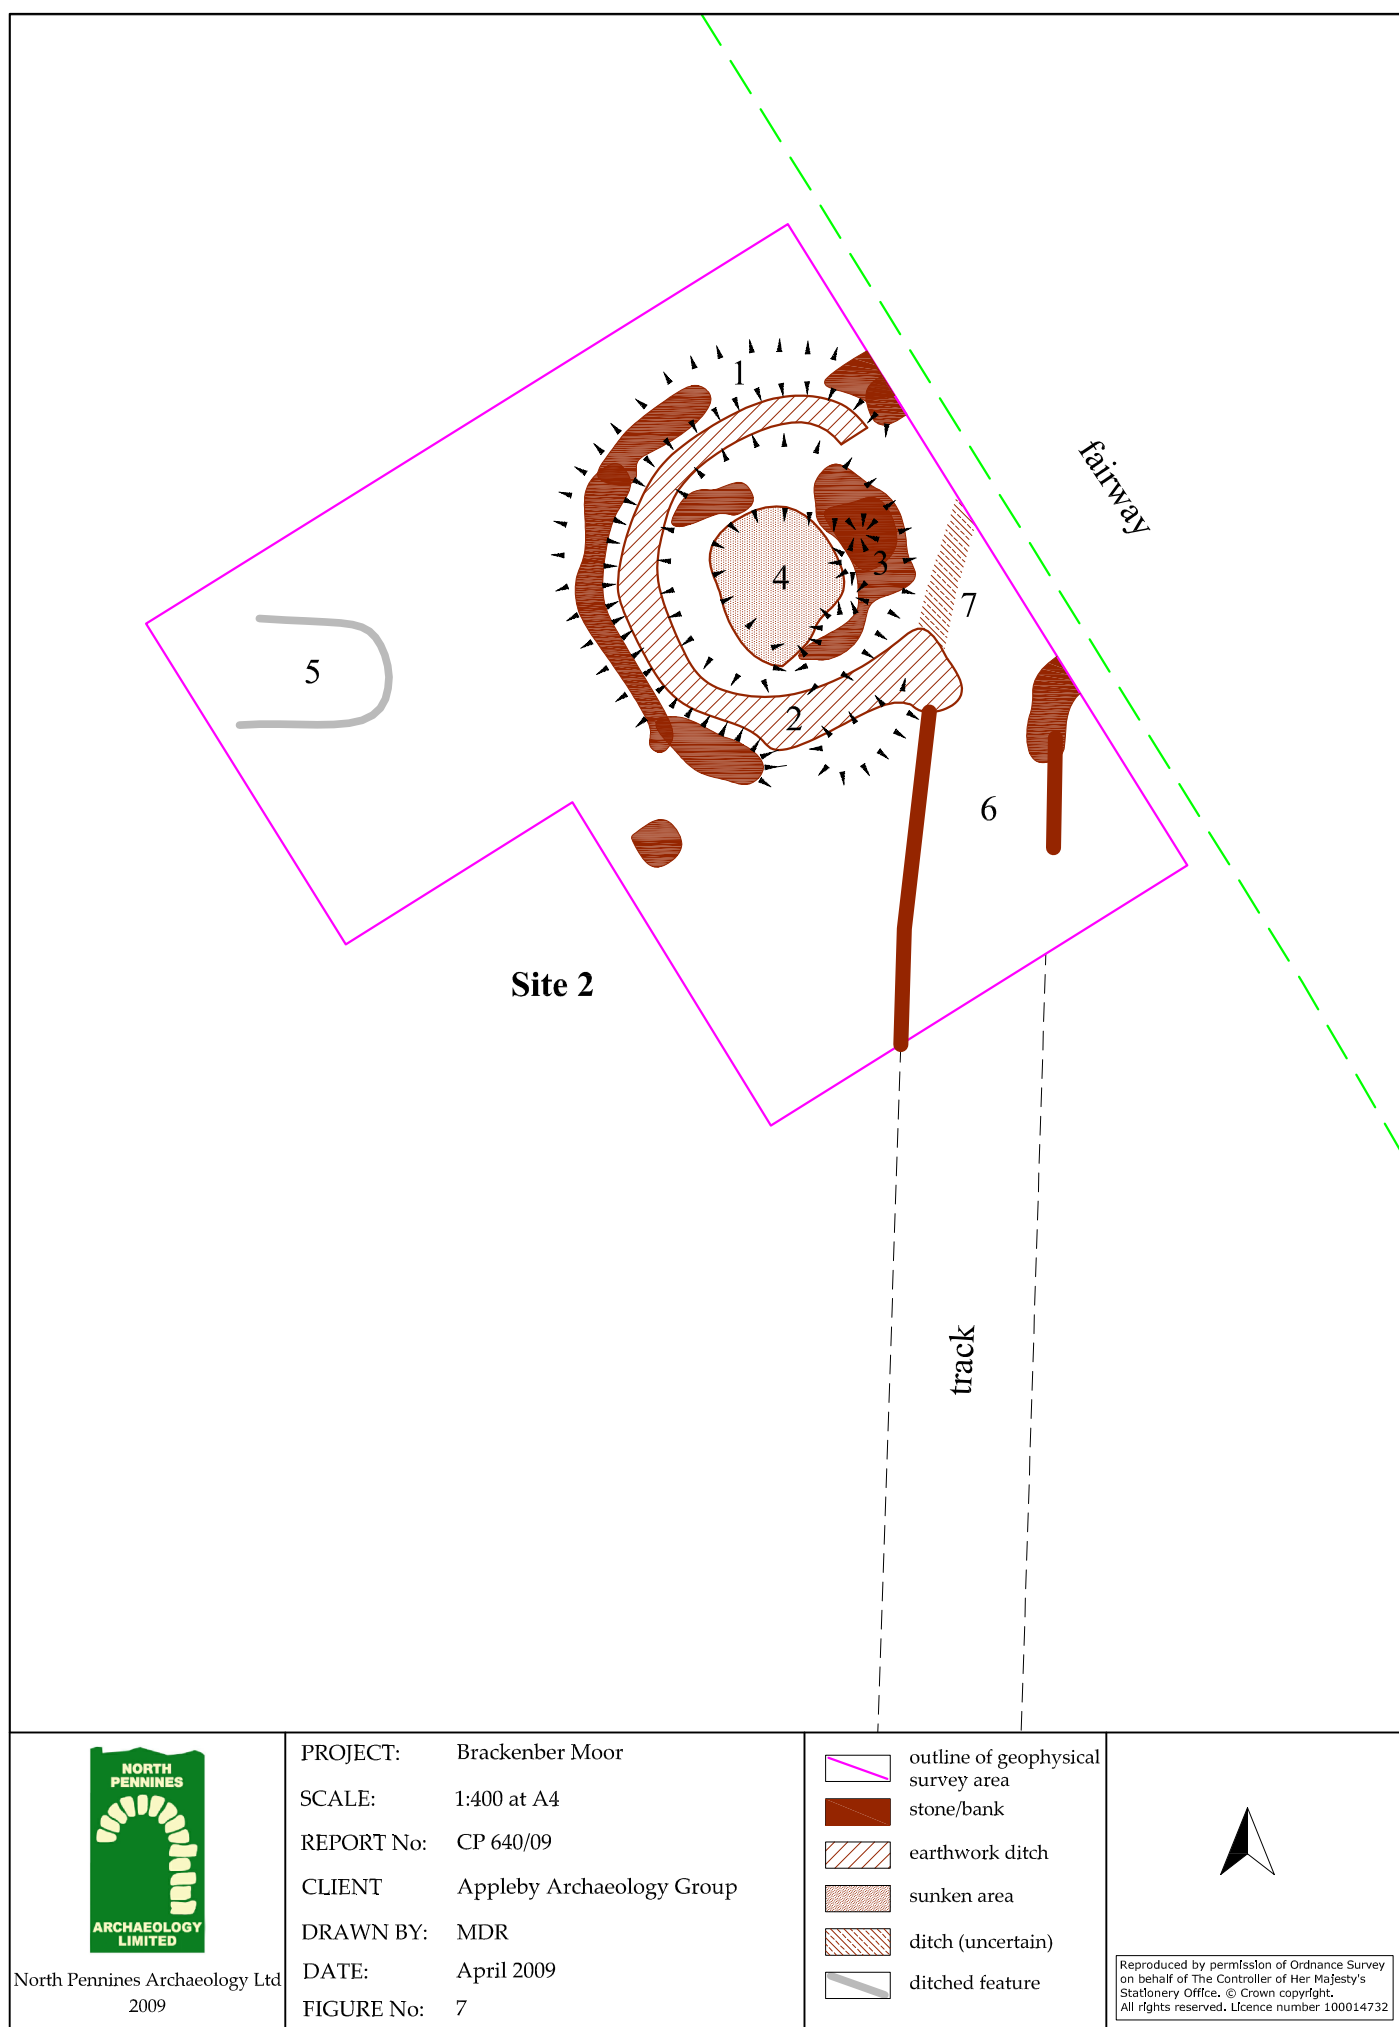 fairway
1
3
4
7
5
2
6
Site 2
track
NORTH
PENNINES
ARCHAEOLOGY
LIMITED
North Pennines Archaeology Ltd
2009
PROJECT: Brackenber Moor
SCALE: 1:400 at A4
REPORT No: CP 640/09
CLIENT Appleby Archaeology Group
DRAWN BY: MDR
DATE: April 2009
FIGURE No: 7
outline of geophysical
survey area
stone/bank
earthwork ditch
sunken area
ditch (uncertain)
ditched feature
Reproduced by permission of Ordnance Survey
on behalf of The Controller of Her Majesty's
Stationery Office. © Crown copyright.
All rights reserved. Licence number 100014732